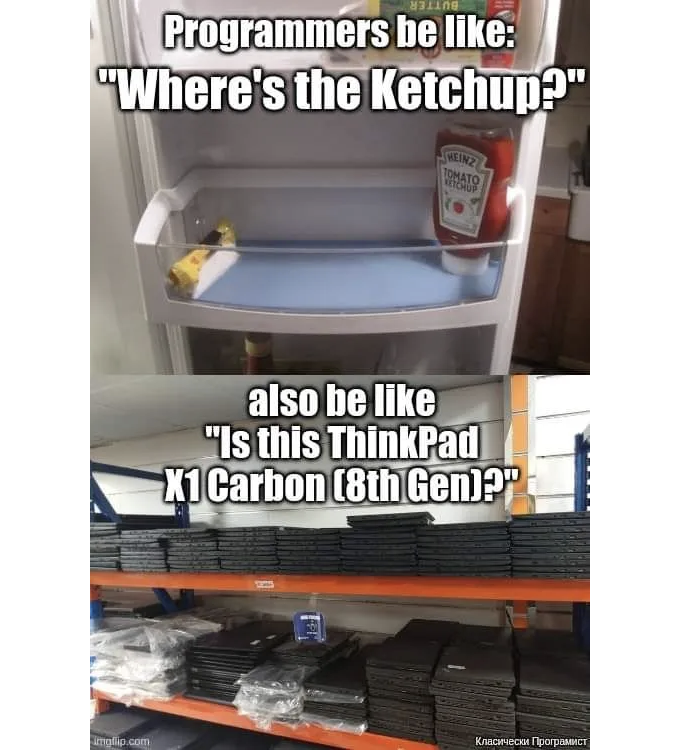 BUTTER
Programmers be like:
"Where's the Ketchup?"
HEINZ
TOMATO
KETCHUP
also be like
"Is this ThinkPad
X1 Carbon (8th Gen)?"
imgflip.com
Класически Програмист